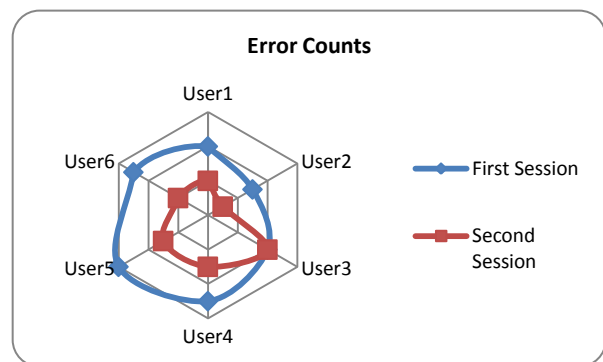 Error Counts
User1
User2
User3
User4
User5
User6
First Session
Second
Session